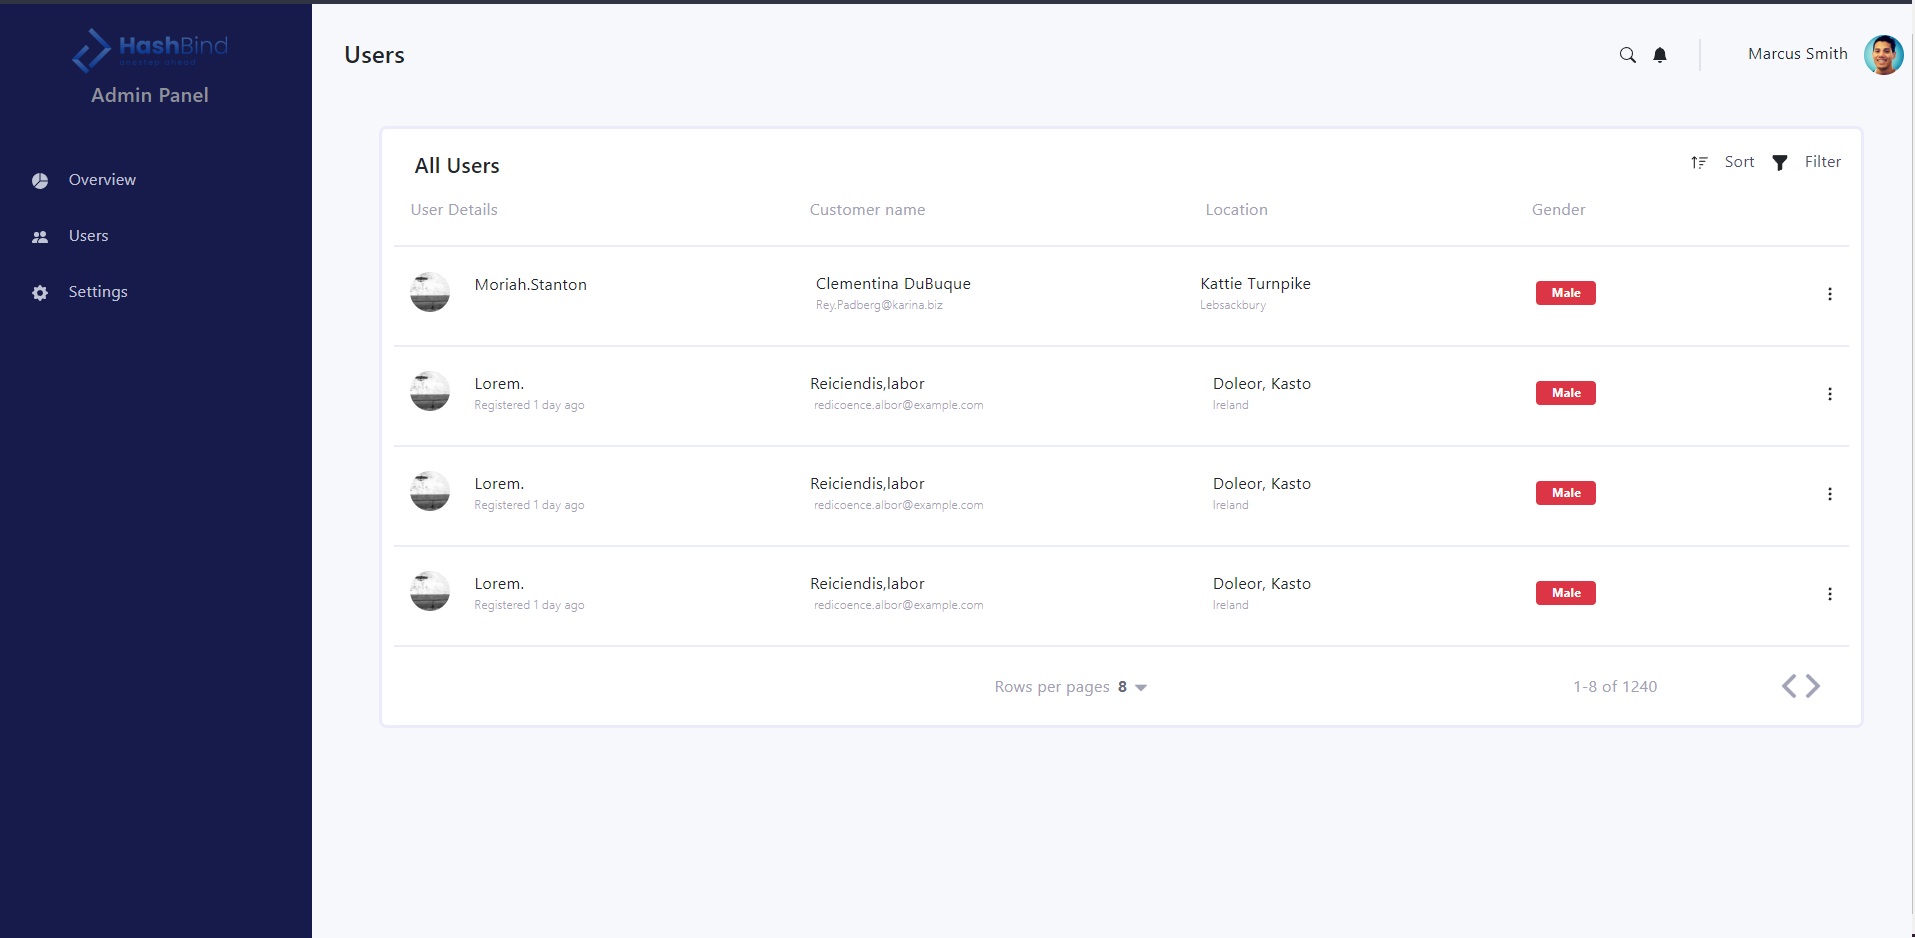 HashBind
onestep ahead
Admin Panel
Overview
Users
Settings
Users
Marcus Smith
All Users
Sort Filter
User Details Customer name Location Gender
Moriah.Stanton Clementina DuBuque Kattie Turnpike Male
Rey.Padberg@karina.biz Lebsackbury
Lorem. Reiciendis,labor Doleor, Kasto Male
Registered 1 day ago redicoence.albor@example.com Ireland
Lorem. Reiciendis,labor Doleor, Kasto Male
Registered 1 day ago redicoence.albor@example.com Ireland
Lorem. Reiciendis,labor Doleor, Kasto Male
Registered 1 day ago redicoence.albor@example.com Ireland
Rows per pages 8 1-8 of 1240